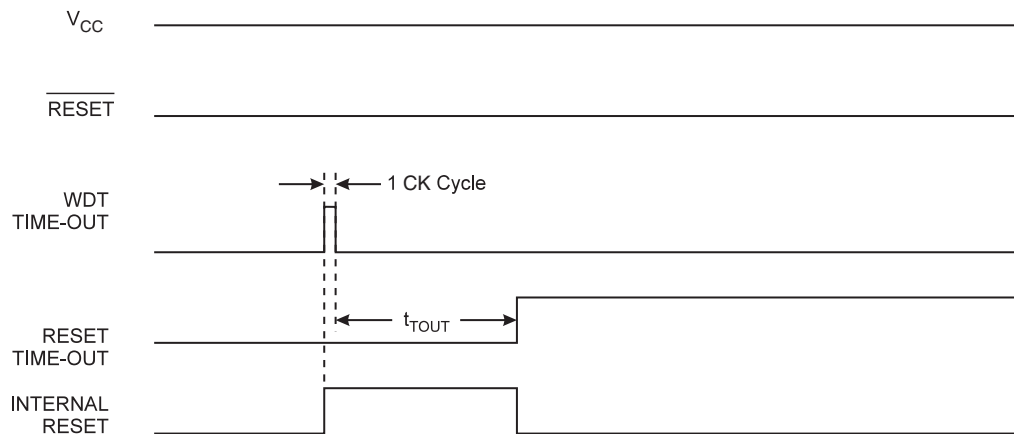 VCC
RESET
1 CK Cycle
WDT
TIME-OUT
tTOUT
RESET
TIME-OUT
INTERNAL
RESET